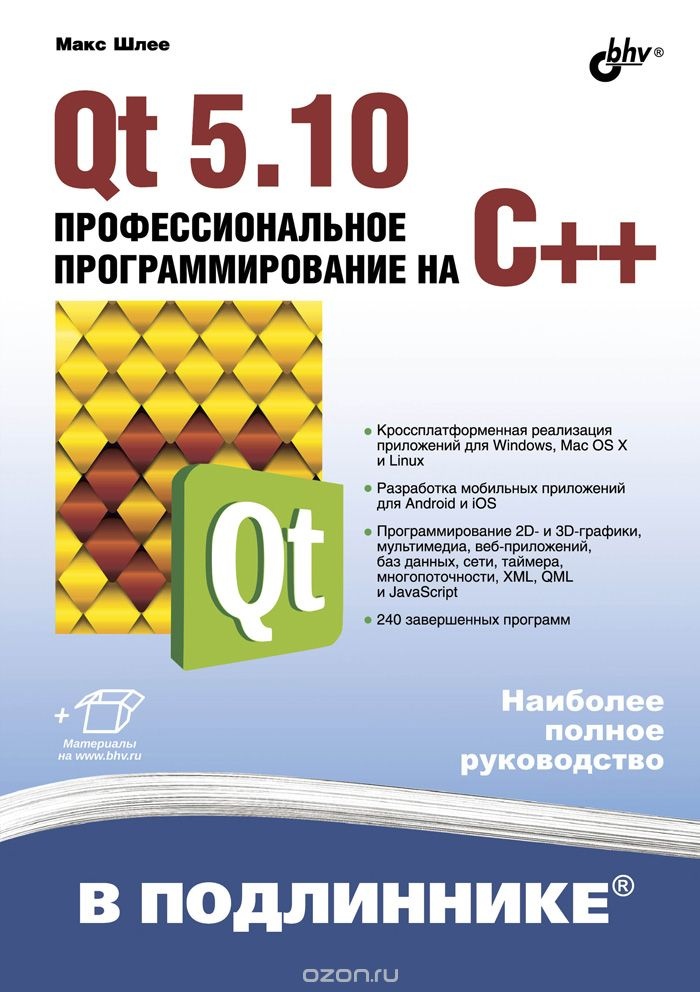 Макс Шлее
bhv®
Qt 5.10
ПРОФЕССИОНАЛЬНОЕ
ПРОГРАММИРОВАНИЕ НА C++
• Кроссплатформенная реализация
приложений для Windows, Mac OS X
и Linux
• Разработка мобильных приложений
для Android и iOS
• Программирование 2D- и 3D-графики,
мультимедиа, веб-приложений,
баз данных, сети, таймера,
многопоточности, XML, QML
и JavaScript
• 240 завершенных программ
Qt
+
Материалы
на www.bhv.ru
Наиболее
полное
руководство
В ПОДЛИННИКЕ®
ozon.ru